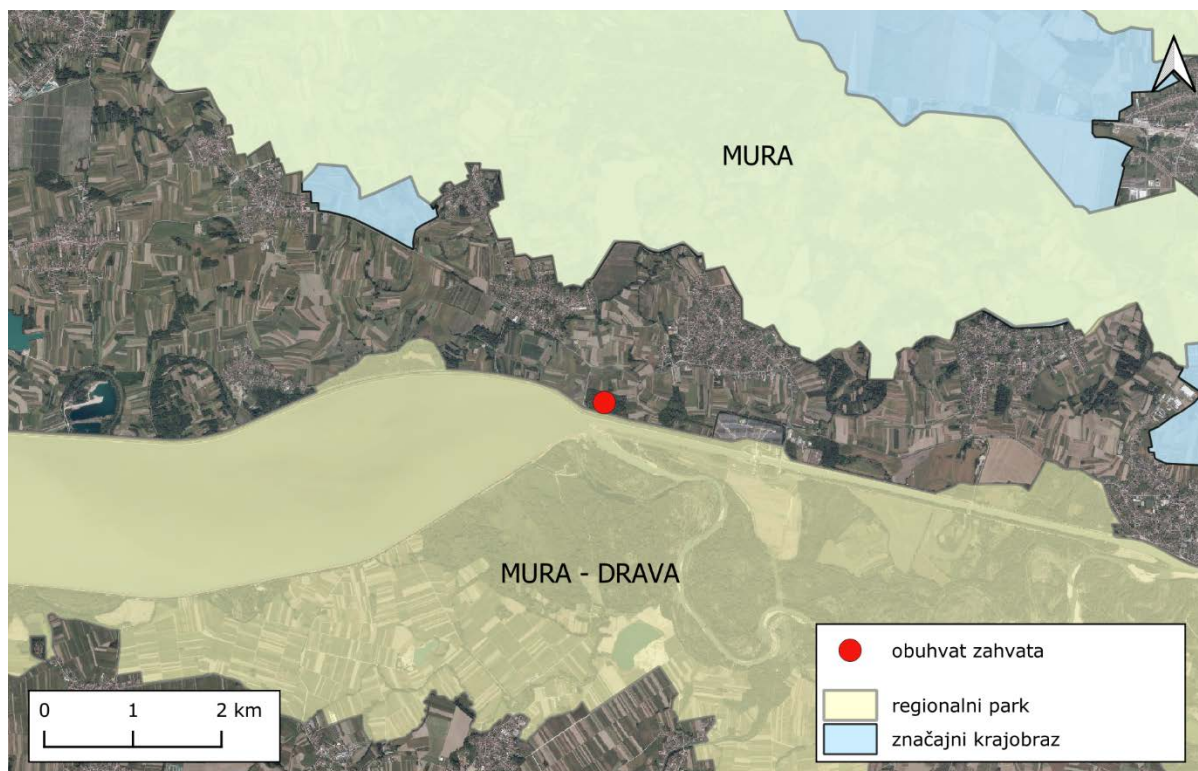 MURA
MURA - DRAVA
obuhvat zahvata
regionalni park
značajni krajobraz
0 1 2 km